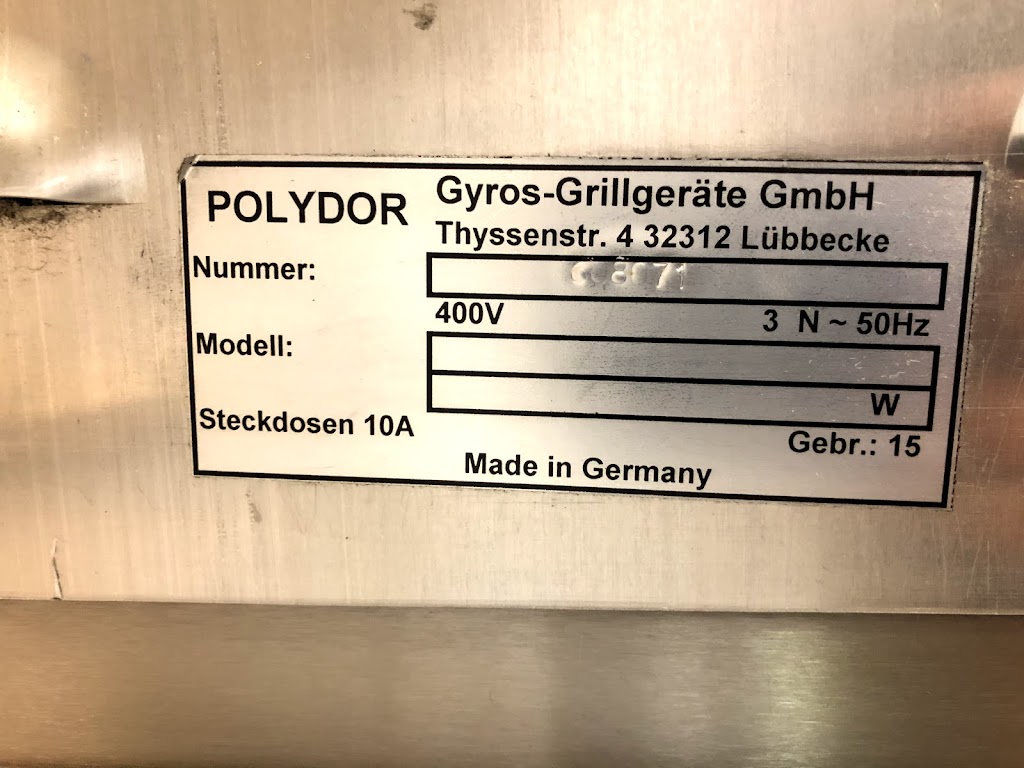 POLYDOR Gyros-Grillgeräte GmbH
Thyssenstr. 4 32312 Lübbecke
Nummer:
400V 3 N ~ 50Hz
Modell:
W
Steckdosen 10A
Gebr.: 15
Made in Germany